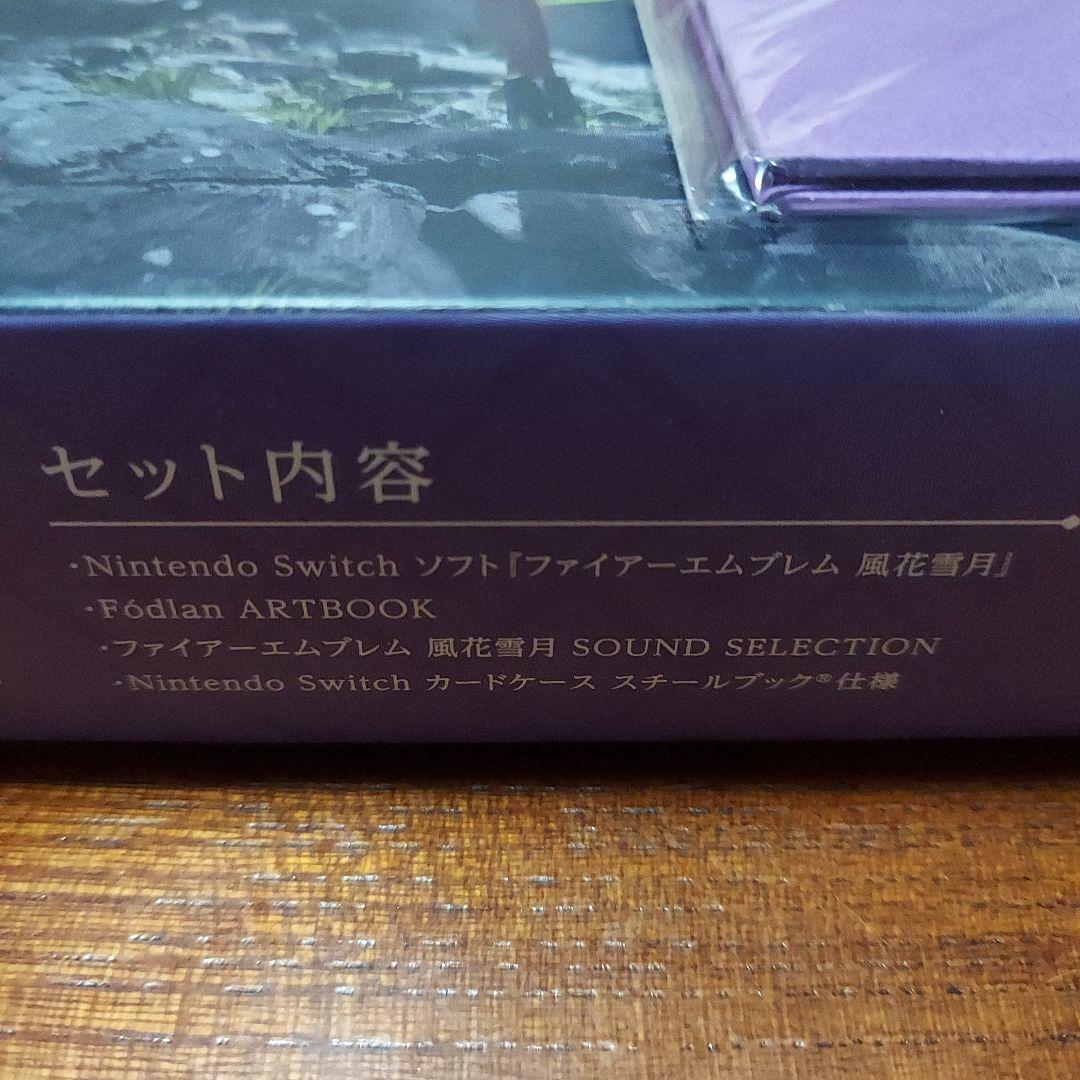 セット内容
・Nintendo Switch ソフト『ファイアーエムブレム 風花雪月』
・Fódlan ARTBOOK
・ファイアーエムブレム 風花雪月 SOUND SELECTION
・Nintendo Switch カードケース スチールブック®仕様